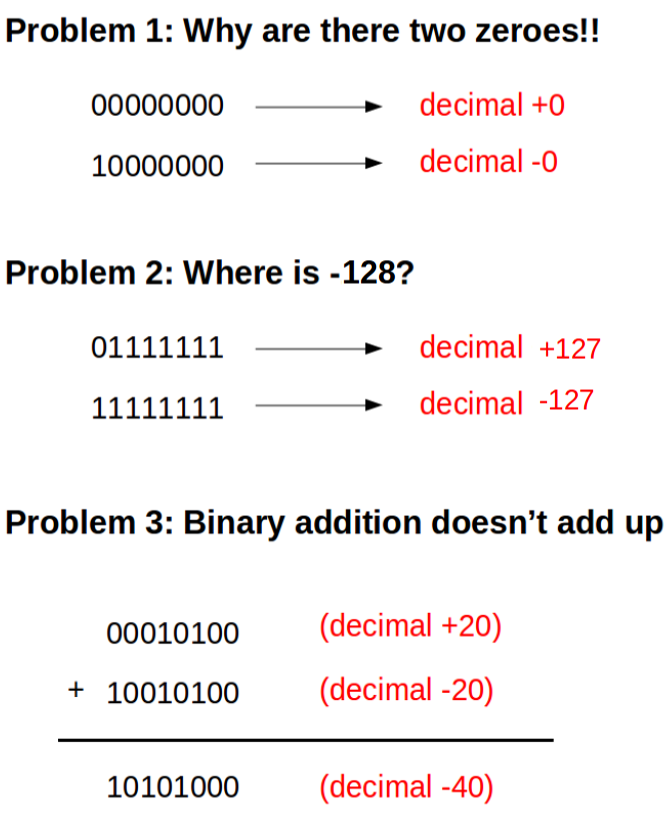 Problem 1: Why are there two zeroes!!
00000000 decimal +0
10000000 decimal -0
Problem 2: Where is -128?
01111111 decimal +127
11111111 decimal -127
Problem 3: Binary addition doesn’t add up
00010100 (decimal +20)
+ 10010100 (decimal -20)
10101000 (decimal -40)